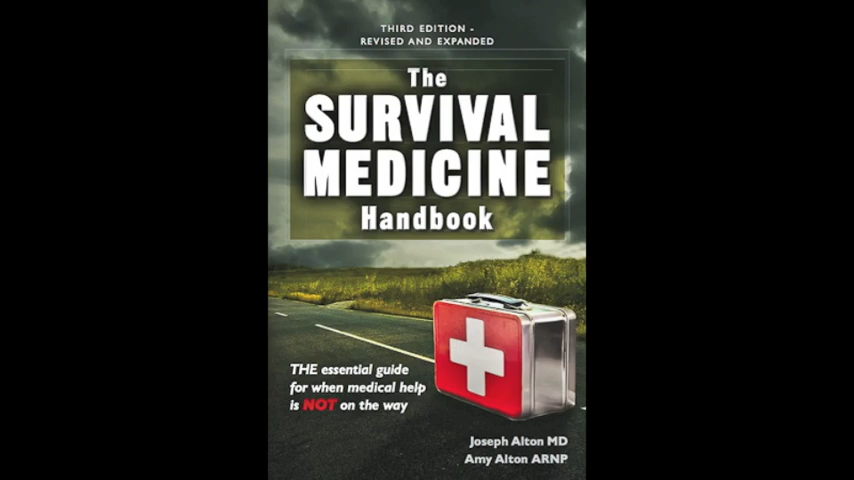 THIRD EDITION -
REVISED AND EXPANDED
The
SURVIVAL
MEDICINE
Handbook
THE essential guide
for when medical help
is NOT on the way
Joseph Alton MD
Amy Alton ARNP